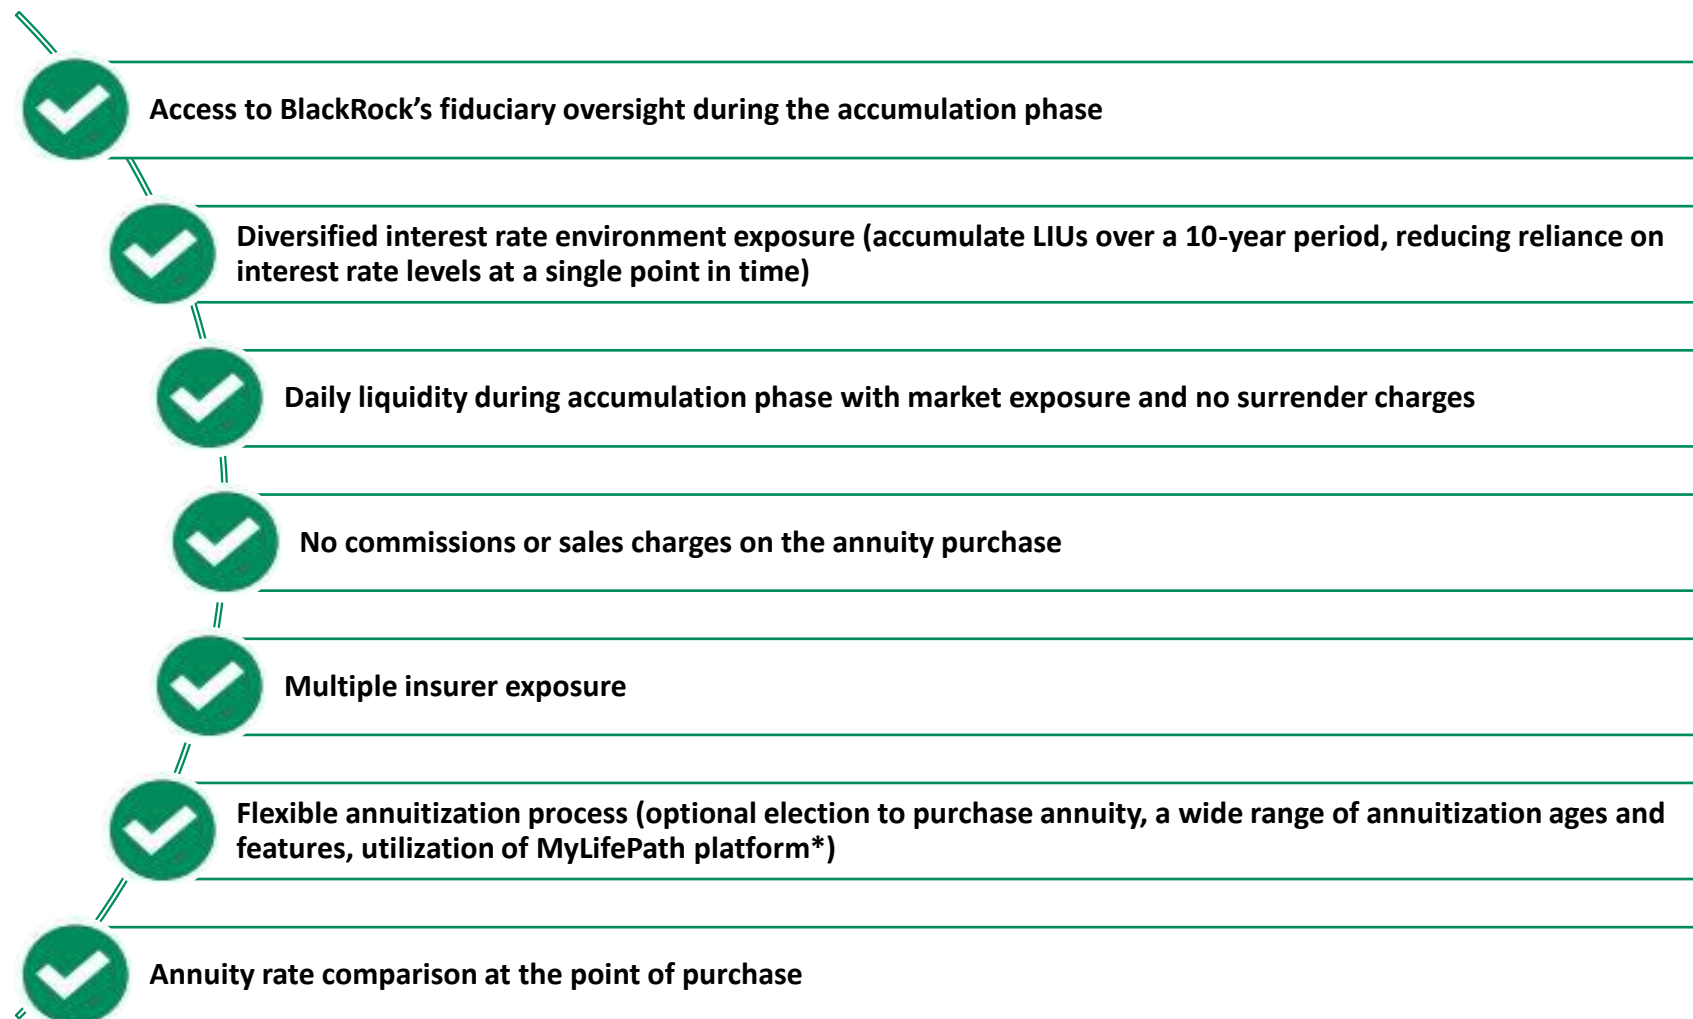 Access to BlackRock’s fiduciary oversight during the accumulation phase
Diversified interest rate environment exposure (accumulate LIUs over a 10-year period, reducing reliance on
interest rate levels at a single point in time)
Daily liquidity during accumulation phase with market exposure and no surrender charges
No commissions or sales charges on the annuity purchase
Multiple insurer exposure
Flexible annuitization process (optional election to purchase annuity, a wide range of annuitization ages and
features, utilization of MyLifePath platform*)
Annuity rate comparison at the point of purchase